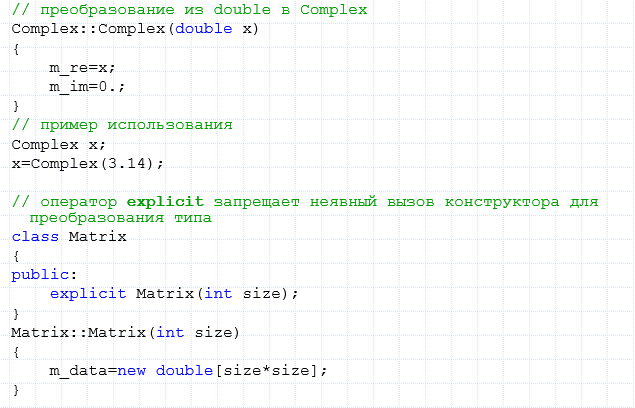 // преобразование из double в Complex
Complex::Complex(double x)
{
    m_re=x;
    m_im=0.;
}
// пример использования
Complex x;
x=Complex(3.14);

// оператор explicit запрещает неявный вызов конструктора для
  преобразования типа
class Matrix
{
public:
    explicit Matrix(int size);
}
Matrix::Matrix(int size)
{
    m_data=new double[size*size];
}